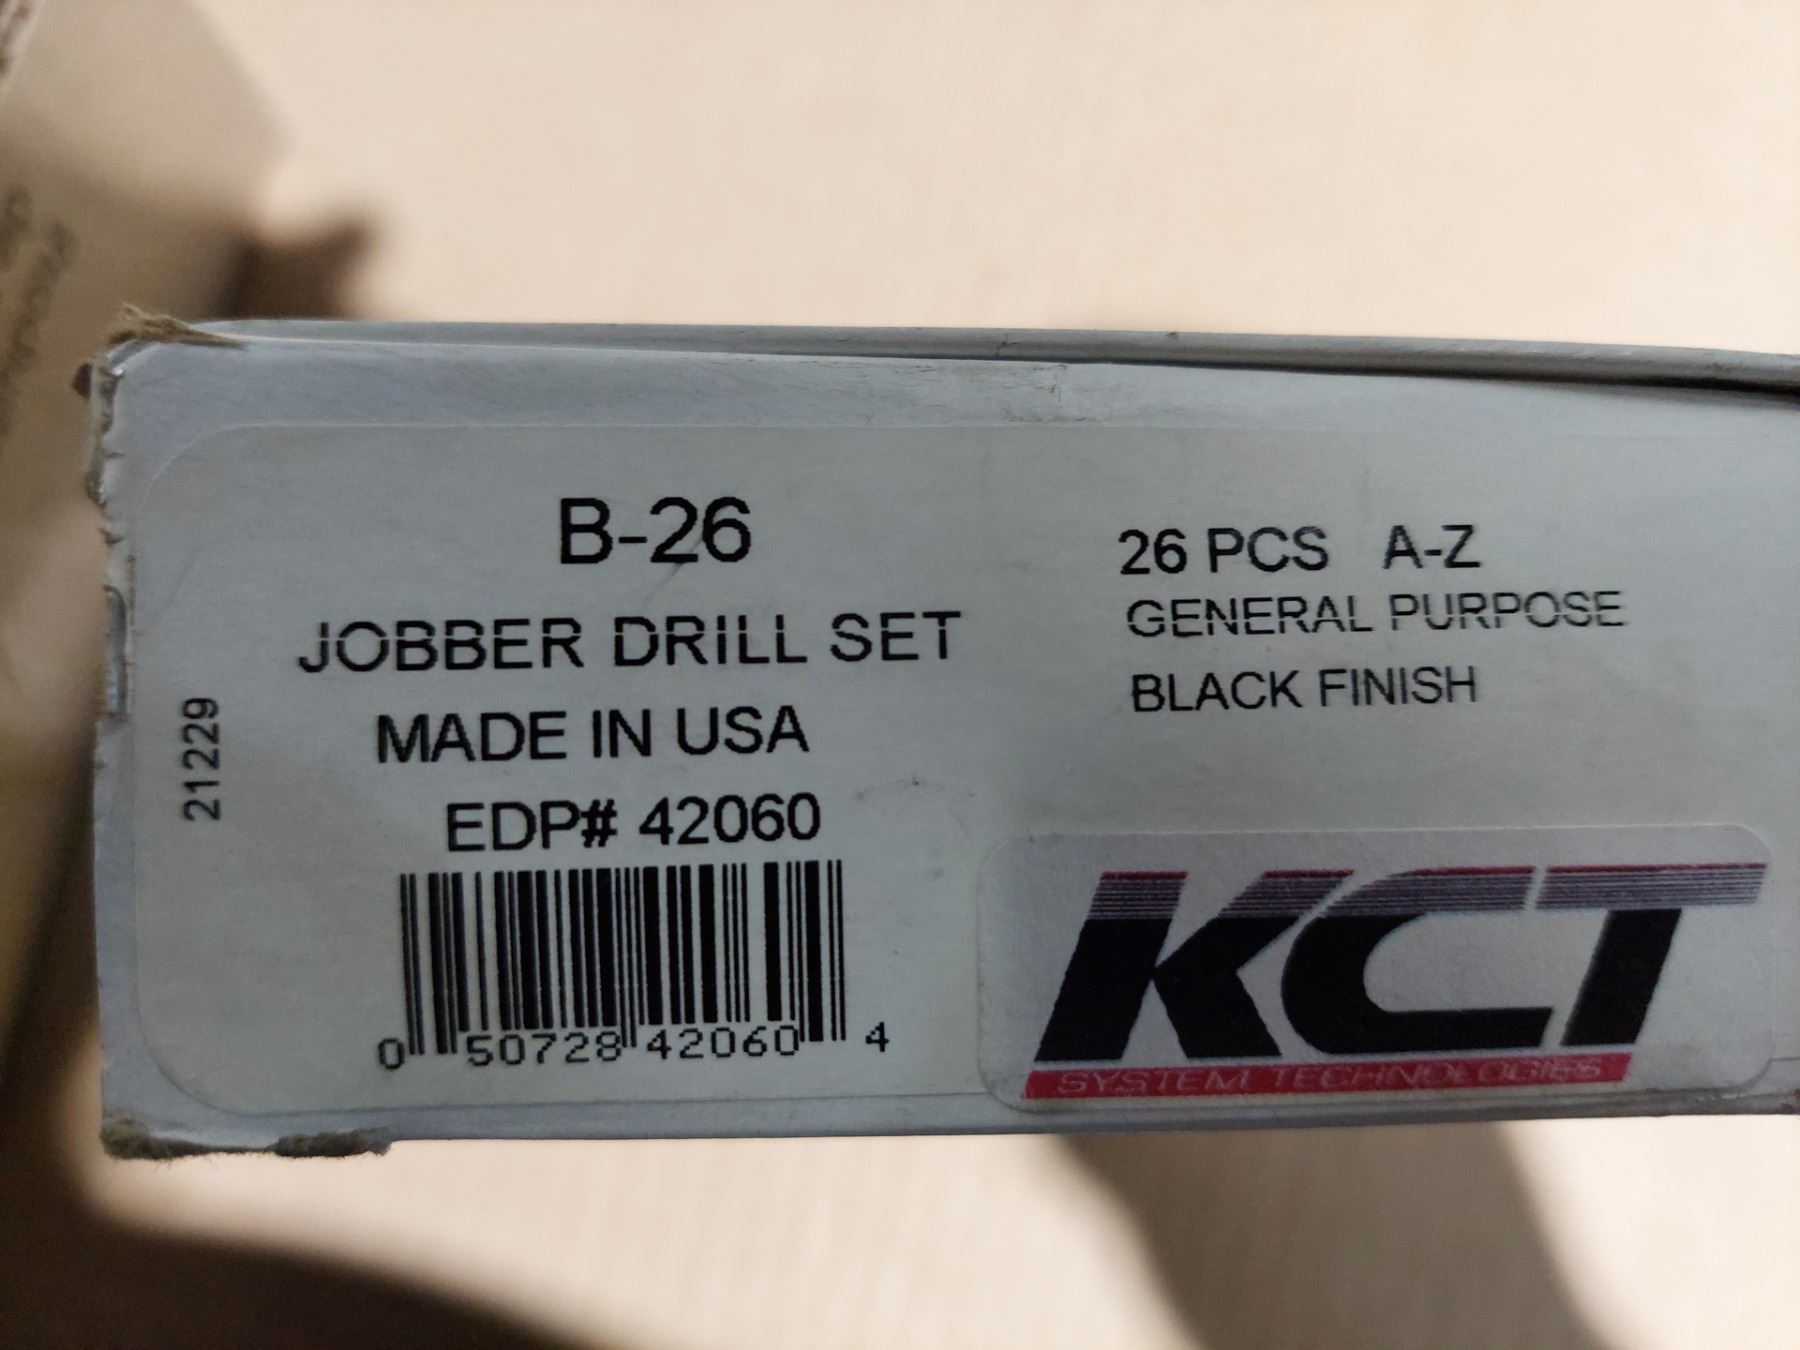 B-26
JOBBER DRILL SET
MADE IN USA
EDP# 42060
0 50728 42060 4
21229
26 PCS A-Z
GENERAL PURPOSE
BLACK FINISH
KCT
SYSTEM TECHNOLOGIES